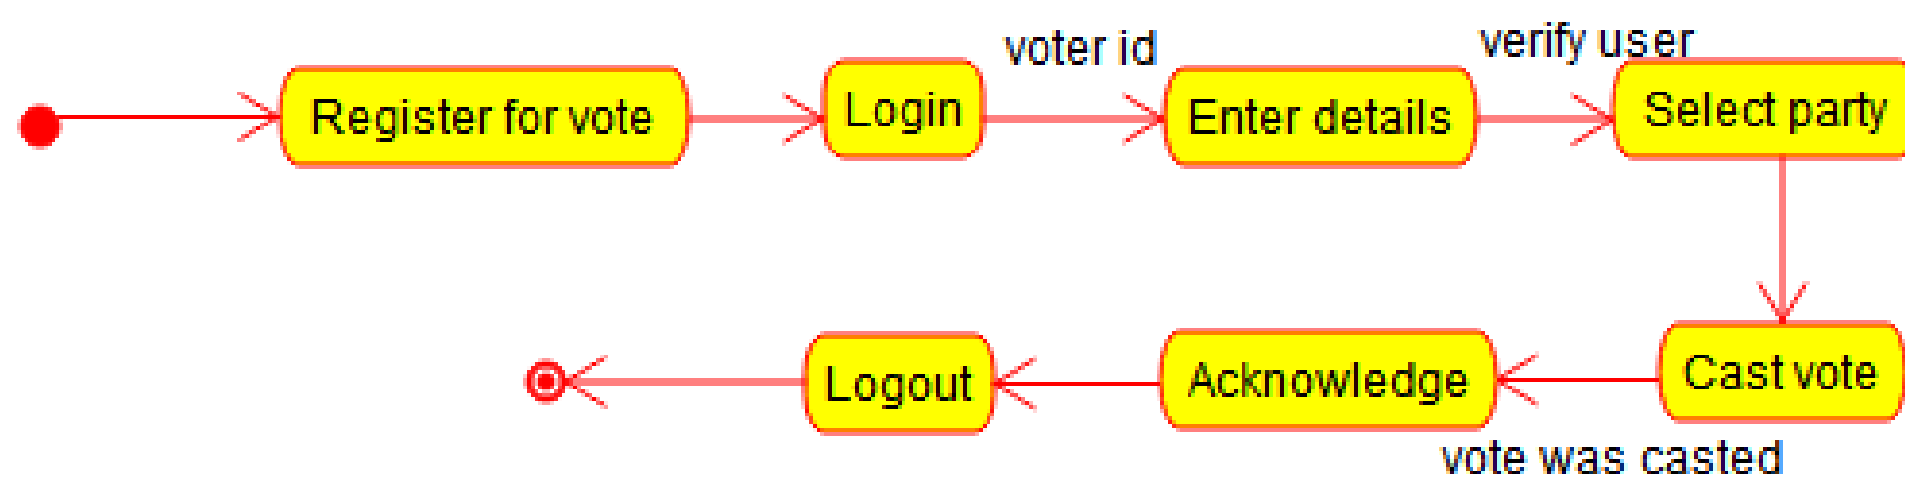 voter id
verify user
Register for vote
Login
Enter details
Select party
Logout
Acknowledge
Cast vote
vote was casted